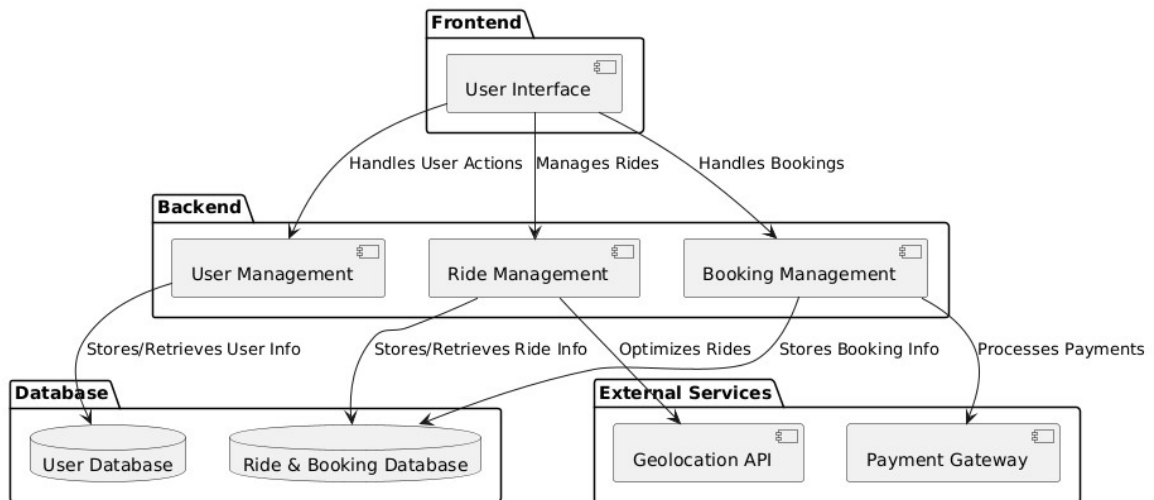 Frontend
User Interface
Handles User Actions
Manages Rides
Handles Bookings
Backend
User Management
Ride Management
Booking Management
Stores/Retrieves User Info
Stores/Retrieves Ride Info
Optimizes Rides
Stores Booking Info
Processes Payments
Database
External Services
User Database
Ride & Booking Database
Geolocation API
Payment Gateway